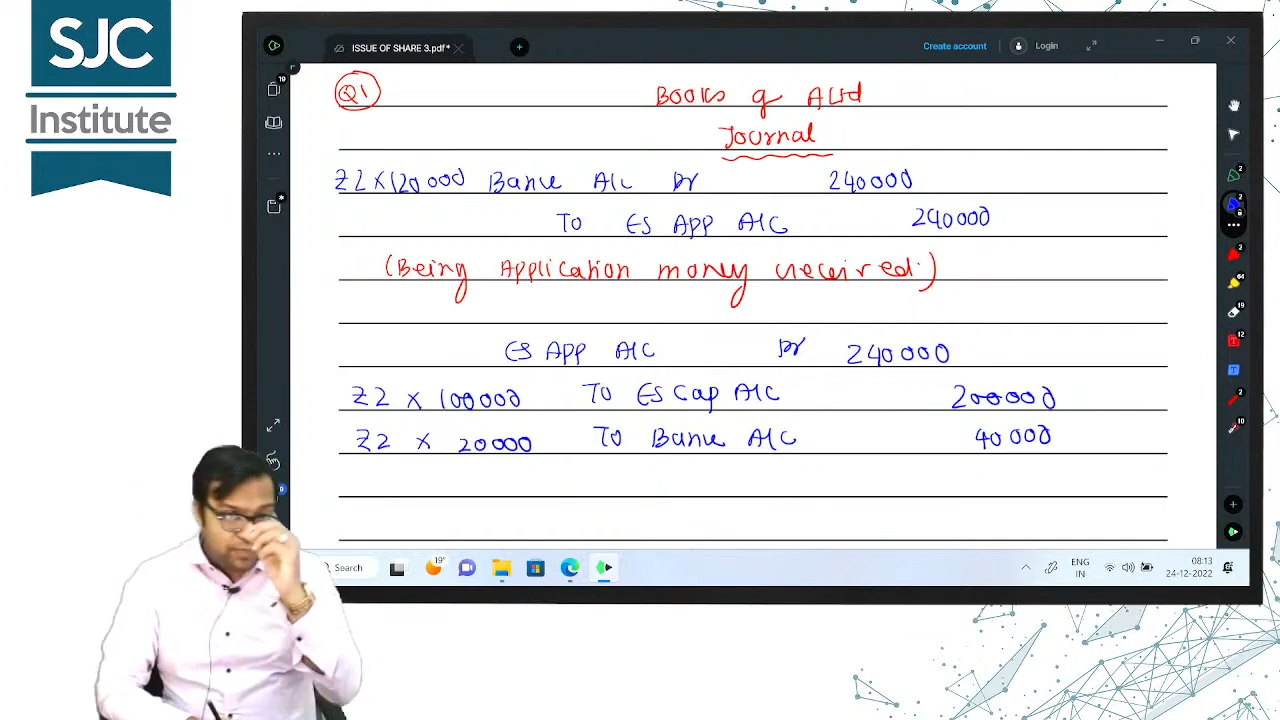 SJC
Institute
ISSUE OF SHARE 3.pdf*
Create account
Login
Q1
Books of A Ltd
Journal
₹2 X 120000 Bank A/c Dr 240000
To ES App A/C 240000
(Being Application money received.)
ES App A/C Dr 240000
₹2 X 100000 To ES Cap A/C 200000
₹2 X 20000 To Bank A/C 40000
Search
19°
ENG
IN
08:13
24-12-2022